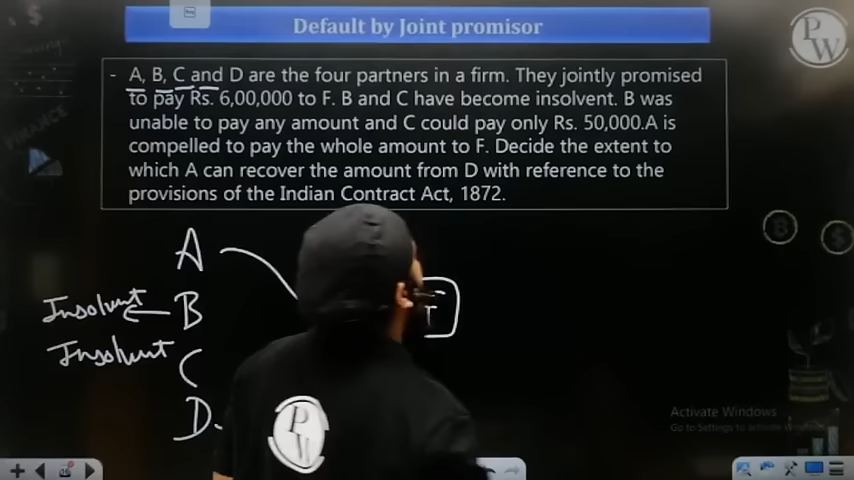 Default by Joint promisor
PW
- A, B, C and D are the four partners in a firm. They jointly promised
to pay Rs. 6,00,000 to F. B and C have become insolvent. B was
unable to pay any amount and C could pay only Rs. 50,000.A is
compelled to pay the whole amount to F. Decide the extent to
which A can recover the amount from D with reference to the
provisions of the Indian Contract Act, 1872.
A
Insolvent B
Insolvent C
D
PW
Activate Windows
Go to Settings to activate Windows
FINANCE